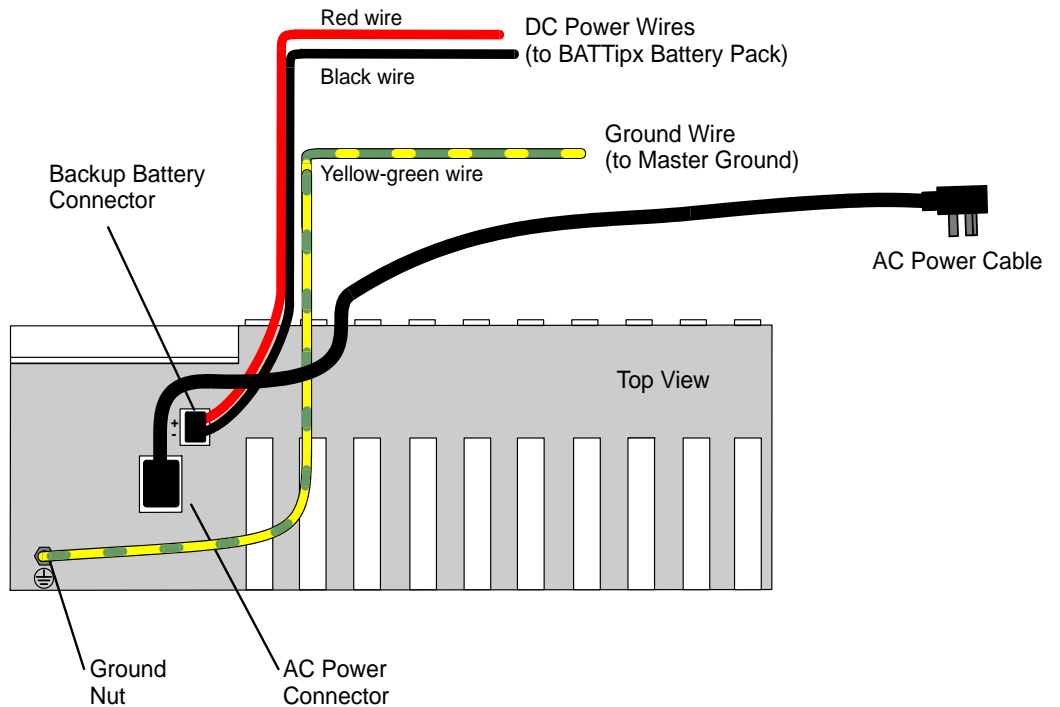 Red wire
DC Power Wires
(to BATTipx Battery Pack)
Black wire
Ground Wire
(to Master Ground)
Yellow-green wire
Backup Battery
Connector
AC Power Cable
Top View
+
-
Ground
Nut
AC Power
Connector